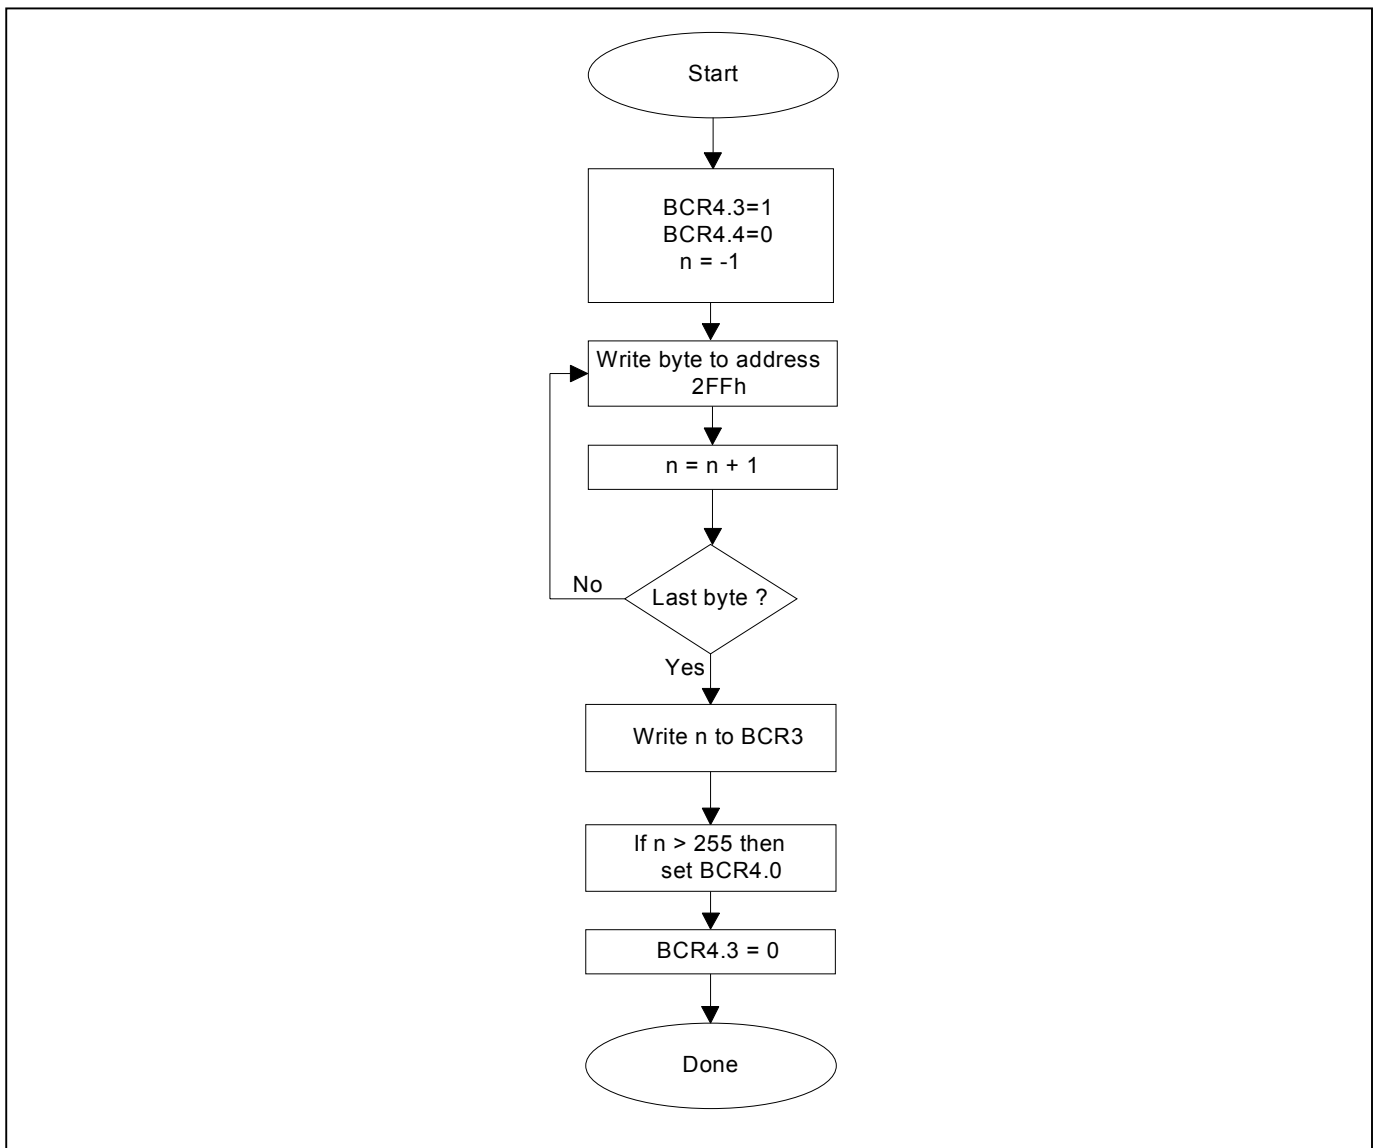 Start
BCR4.3=1
BCR4.4=0
n = -1
Write byte to address
2FFh
n = n + 1
No
Last byte ?
Yes
Write n to BCR3
If n > 255 then
set BCR4.0
BCR4.3 = 0
Done